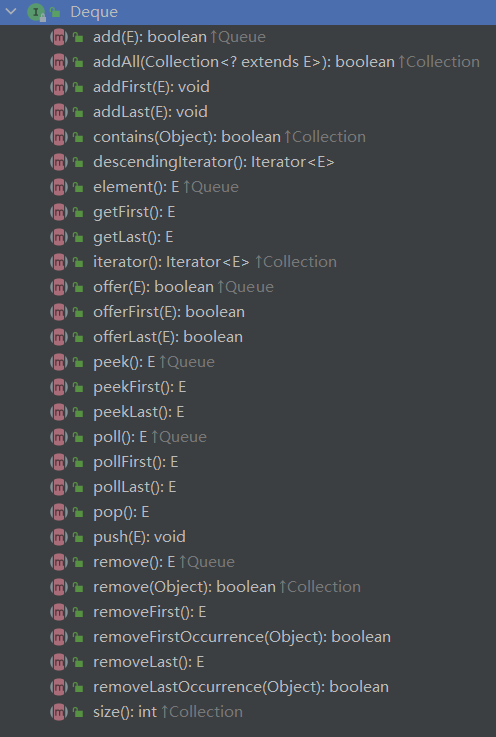 Deque
add(E): boolean ↑Queue
addAll(Collection<? extends E>): boolean ↑Collection
addFirst(E): void
addLast(E): void
contains(Object): boolean ↑Collection
descendingIterator(): Iterator<E>
element(): E ↑Queue
getFirst(): E
getLast(): E
iterator(): Iterator<E> ↑Collection
offer(E): boolean ↑Queue
offerFirst(E): boolean
offerLast(E): boolean
peek(): E ↑Queue
peekFirst(): E
peekLast(): E
poll(): E ↑Queue
pollFirst(): E
pollLast(): E
pop(): E
push(E): void
remove(): E ↑Queue
remove(Object): boolean ↑Collection
removeFirst(): E
removeFirstOccurrence(Object): boolean
removeLast(): E
removeLastOccurrence(Object): boolean
size(): int ↑Collection